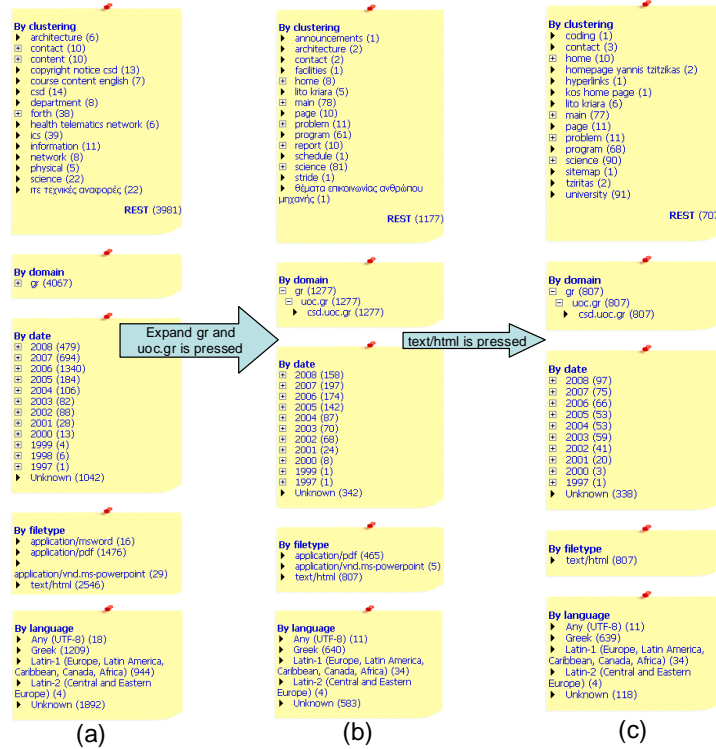 By clustering
architecture (6)
contact (10)
content (10)
copyright notice csd (13)
course content english (7)
csd (14)
department (8)
forth (38)
health telematics network (6)
ics (39)
information (11)
network (8)
physical (5)
science (22)
ιτε τεχνικές αναφορές (22)
REST (3981)
By domain
gr (4067)
By date
2008 (479)
2007 (694)
2006 (1340)
2005 (184)
2004 (106)
2003 (82)
2002 (88)
2001 (28)
2000 (13)
1999 (4)
1998 (6)
1997 (1)
Unknown (1042)
By filetype
application/msword (16)
application/pdf (1476)
application/vnd.ms-powerpoint (29)
text/html (2546)
By language
Any (UTF-8) (18)
Greek (1209)
Latin-1 (Europe, Latin America,
Caribbean, Canada, Africa) (944)
Latin-2 (Central and Eastern
Europe) (4)
Unknown (1892)
(a)
Expand gr and
uoc.gr is pressed
By clustering
announcements (1)
architecture (2)
contact (2)
facilities (1)
home (8)
lito kriara (5)
main (78)
page (10)
problem (11)
program (61)
report (10)
schedule (1)
science (81)
stride (1)
θέματα επικοινωνίας ανθρώπου
μηχανής (1)
REST (1177)
By domain
gr (1277)
uoc.gr (1277)
csd.uoc.gr (1277)
By date
2008 (158)
2007 (197)
2006 (174)
2005 (142)
2004 (87)
2003 (70)
2002 (68)
2001 (24)
2000 (8)
1999 (1)
1997 (1)
Unknown (342)
By filetype
application/pdf (465)
application/vnd.ms-powerpoint (5)
text/html (807)
By language
Any (UTF-8) (11)
Greek (640)
Latin-1 (Europe, Latin America,
Caribbean, Canada, Africa) (34)
Latin-2 (Central and Eastern
Europe) (4)
Unknown (583)
(b)
text/html is pressed
By clustering
coding (1)
contact (3)
home (10)
homepage yannis tzitzikas (2)
hyperlinks (1)
kos home page (1)
lito kriara (6)
main (77)
page (11)
problem (11)
program (68)
science (90)
sitemap (1)
tziritas (2)
university (91)
REST (707
By domain
gr (807)
uoc.gr (807)
csd.uoc.gr (807)
By date
2008 (97)
2007 (75)
2006 (66)
2005 (53)
2004 (53)
2003 (59)
2002 (41)
2001 (20)
2000 (3)
1997 (1)
Unknown (338)
By filetype
text/html (807)
By language
Any (UTF-8) (11)
Greek (639)
Latin-1 (Europe, Latin America,
Caribbean, Canada, Africa) (34)
Latin-2 (Central and Eastern
Europe) (4)
Unknown (118)
(c)